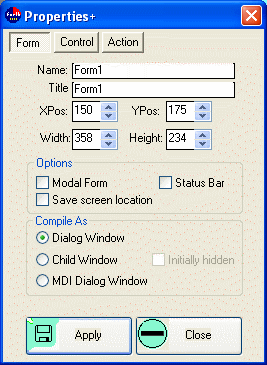 Properties+
Form Control Action
Name: Form1
Title Form1
XPos: 150 YPos: 175
Width: 358 Height: 234
Options
Modal Form Status Bar
Save screen location
Compile As
Dialog Window
Child Window Initially hidden
MDI Dialog Window
Apply Close